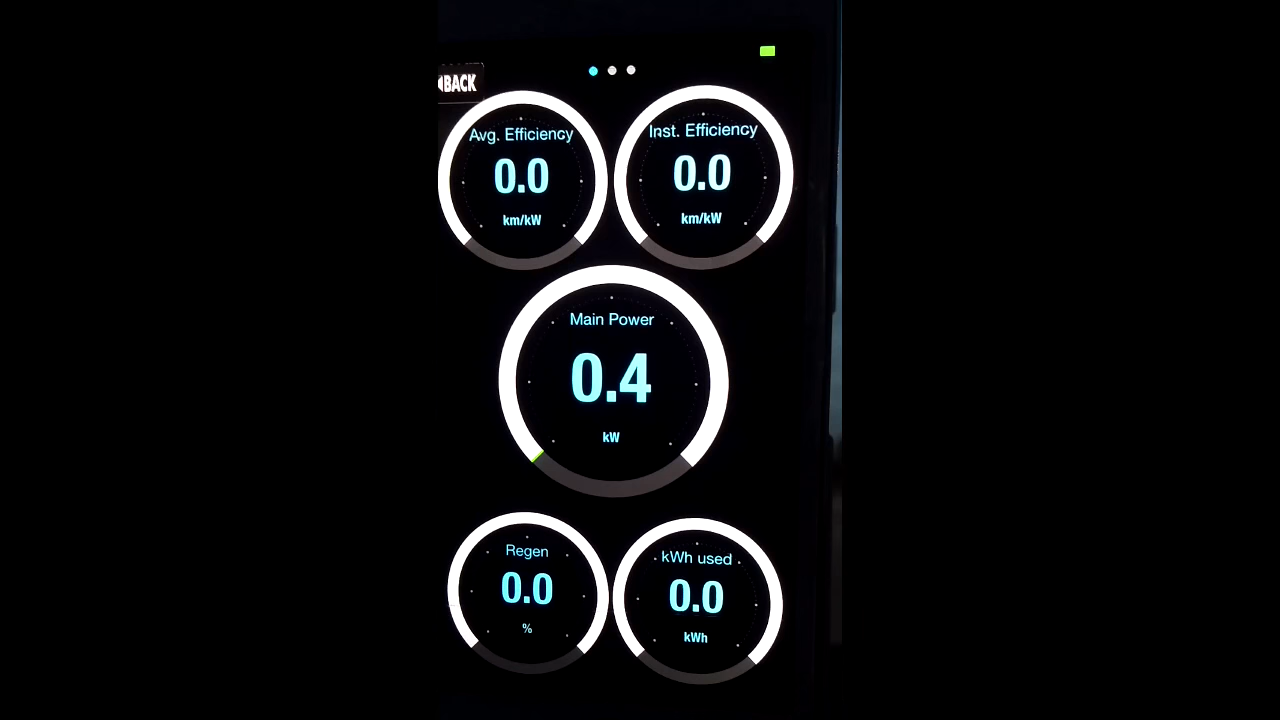 BACK
Avg. Efficiency
0.0
km/kW
Inst. Efficiency
0.0
km/kW
Main Power
0.4
kW
Regen
0.0
%
kWh used
0.0
kWh